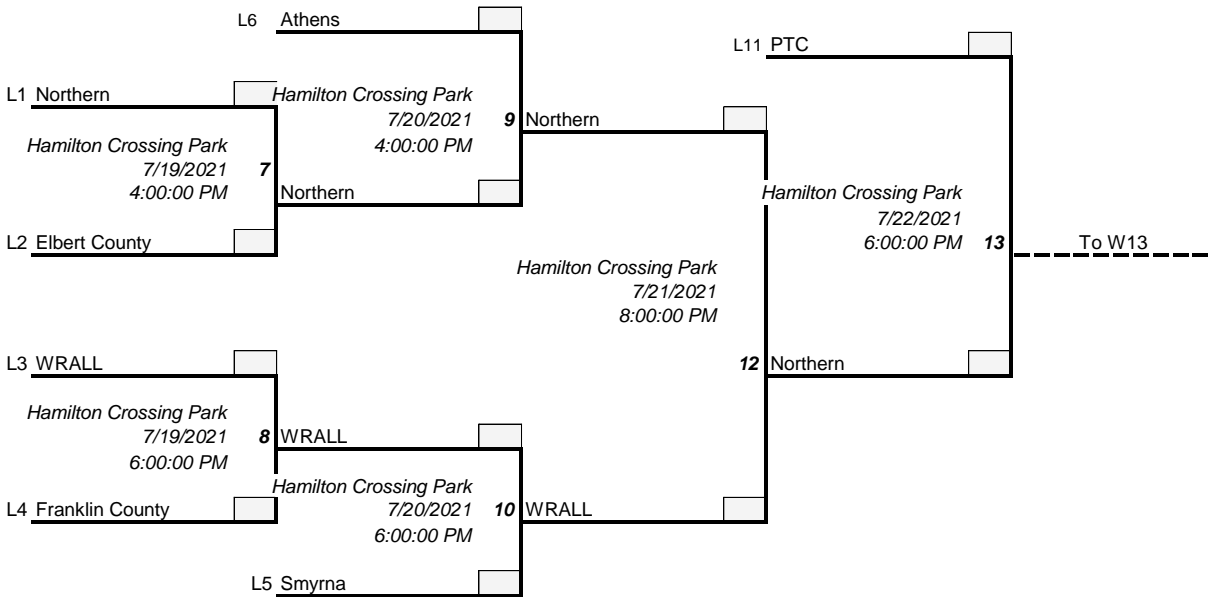 L6 Athens
L11 PTC
L1 Northern
Hamilton Crossing Park
7/20/2021
4:00:00 PM
9 Northern
Hamilton Crossing Park
7/19/2021
4:00:00 PM
7
Northern
Hamilton Crossing Park
7/22/2021
6:00:00 PM
13
To W13
L2 Elbert County
Hamilton Crossing Park
7/21/2021
8:00:00 PM
12 Northern
L3 WRALL
Hamilton Crossing Park
7/19/2021
6:00:00 PM
8 WRALL
L4 Franklin County
Hamilton Crossing Park
7/20/2021
6:00:00 PM
10 WRALL
L5 Smyrna